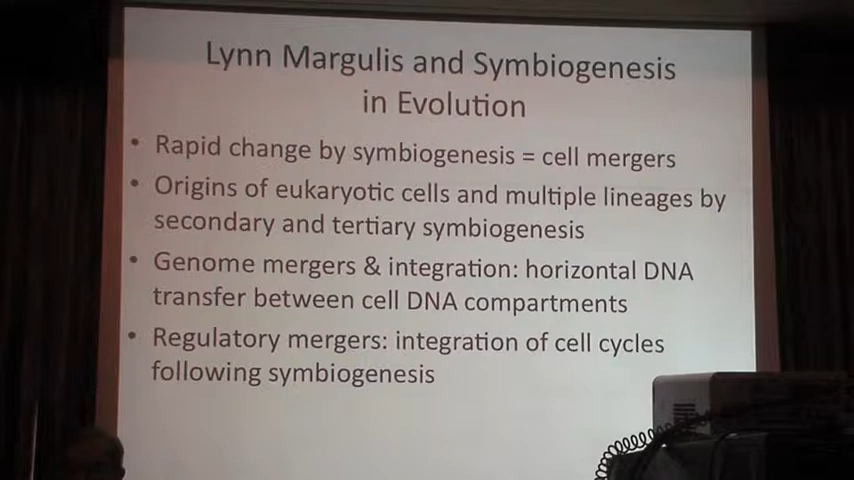 Lynn Margulis and Symbiogenesis
in Evolution
• Rapid change by symbiogenesis = cell mergers
• Origins of eukaryotic cells and multiple lineages by
secondary and tertiary symbiogenesis
• Genome mergers & integration: horizontal DNA
transfer between cell DNA compartments
• Regulatory mergers: integration of cell cycles
following symbiogenesis